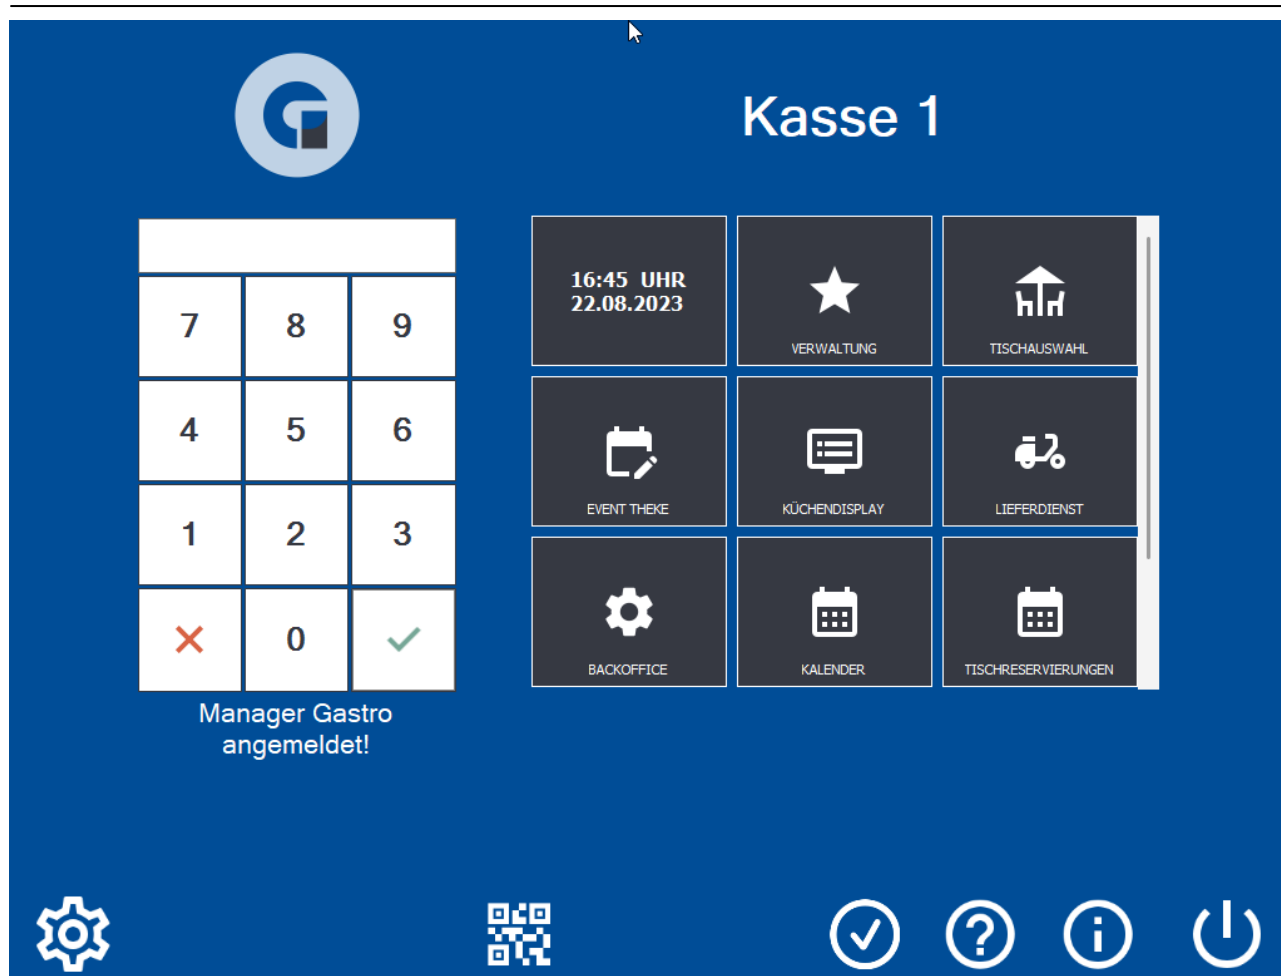 Kasse 1
7 8 9
4 5 6
1 2 3
0
Manager Gastro
angemeldet!
16:45 UHR
22.08.2023
VERWALTUNG
TISCHAUSWAHL
EVENT THEKE
KÜCHENDISPLAY
LIEFERDIENST
BACKOFFICE
KALENDER
TISCHRESERVIERUNGEN